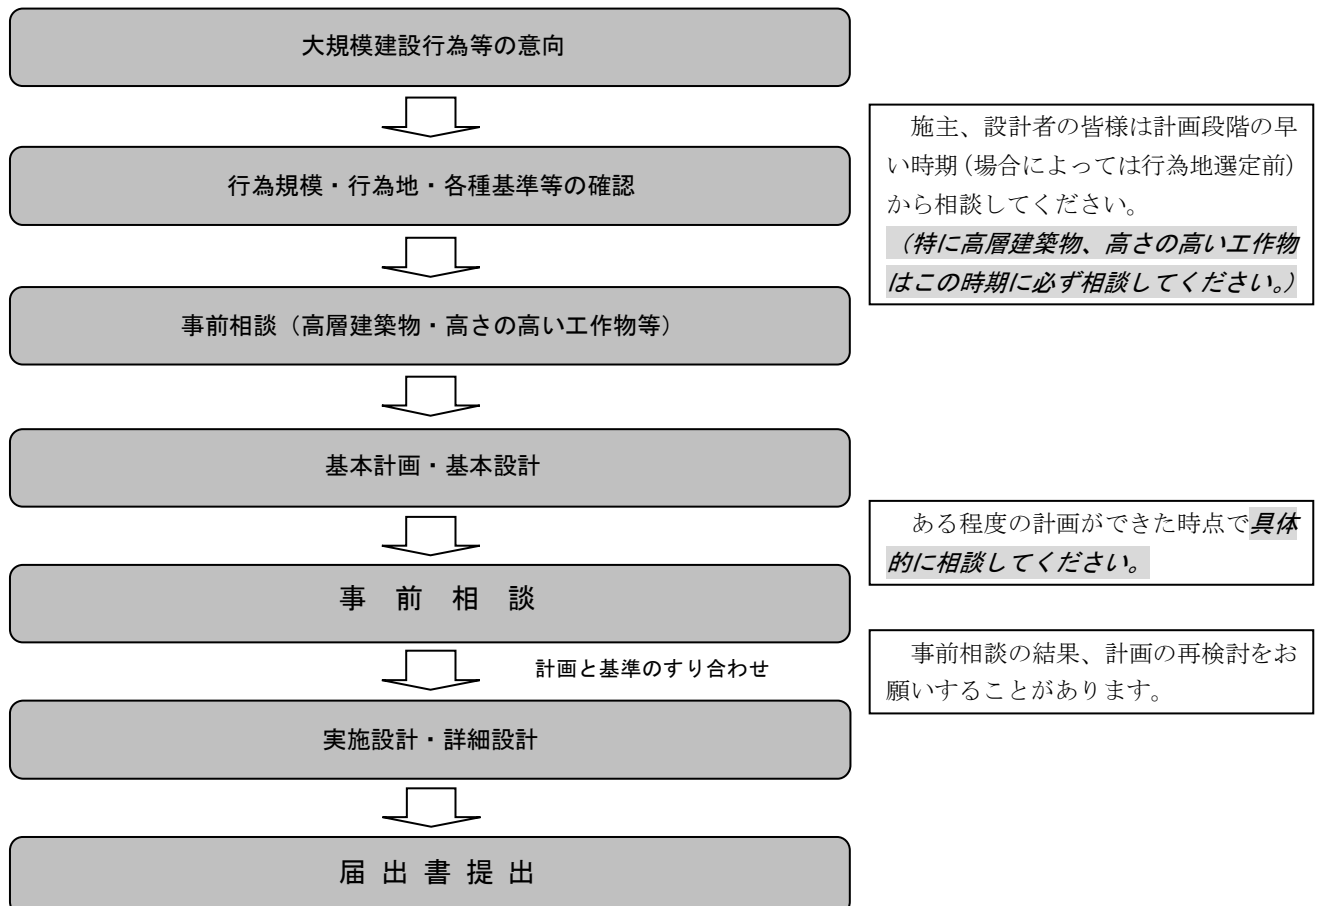 大規模建設行為等の意向
行為規模・行為地・各種基準等の確認
施主、設計者の皆様は計画段階の早
い時期（場合によっては行為地選定前）
から相談してください。
（特に高層建築物、高さの高い工作物
はこの時期に必ず相談してください。）
事前相談（高層建築物・高さの高い工作物等）
基本計画・基本設計
ある程度の計画ができた時点で具体
的に相談してください。
事　前　相　談
計画と基準のすり合わせ
事前相談の結果、計画の再検討をお
願いすることがあります。
実施設計・詳細設計
届 出 書 提 出